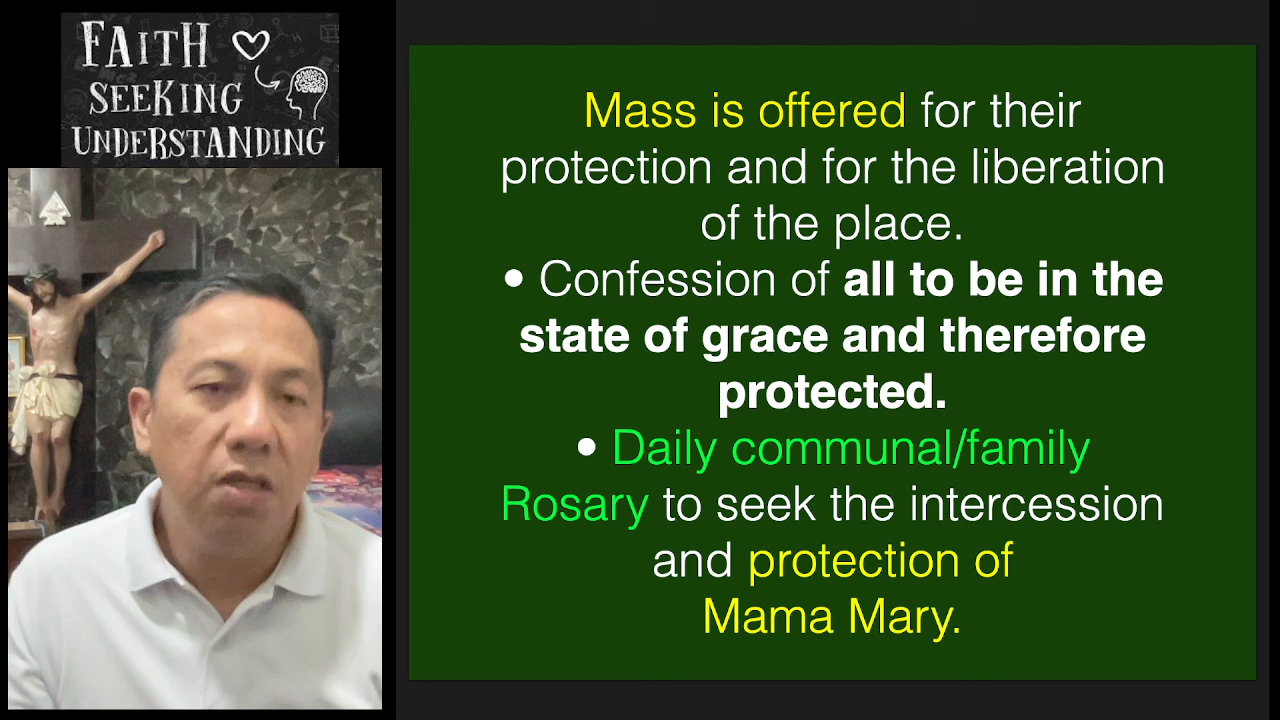 FAITH
SEEKING
UNDERSTANDING
Mass is offered for their
protection and for the liberation
of the place.
• Confession of all to be in the
state of grace and therefore
protected.
• Daily communal/family
Rosary to seek the intercession
and protection of
Mama Mary.